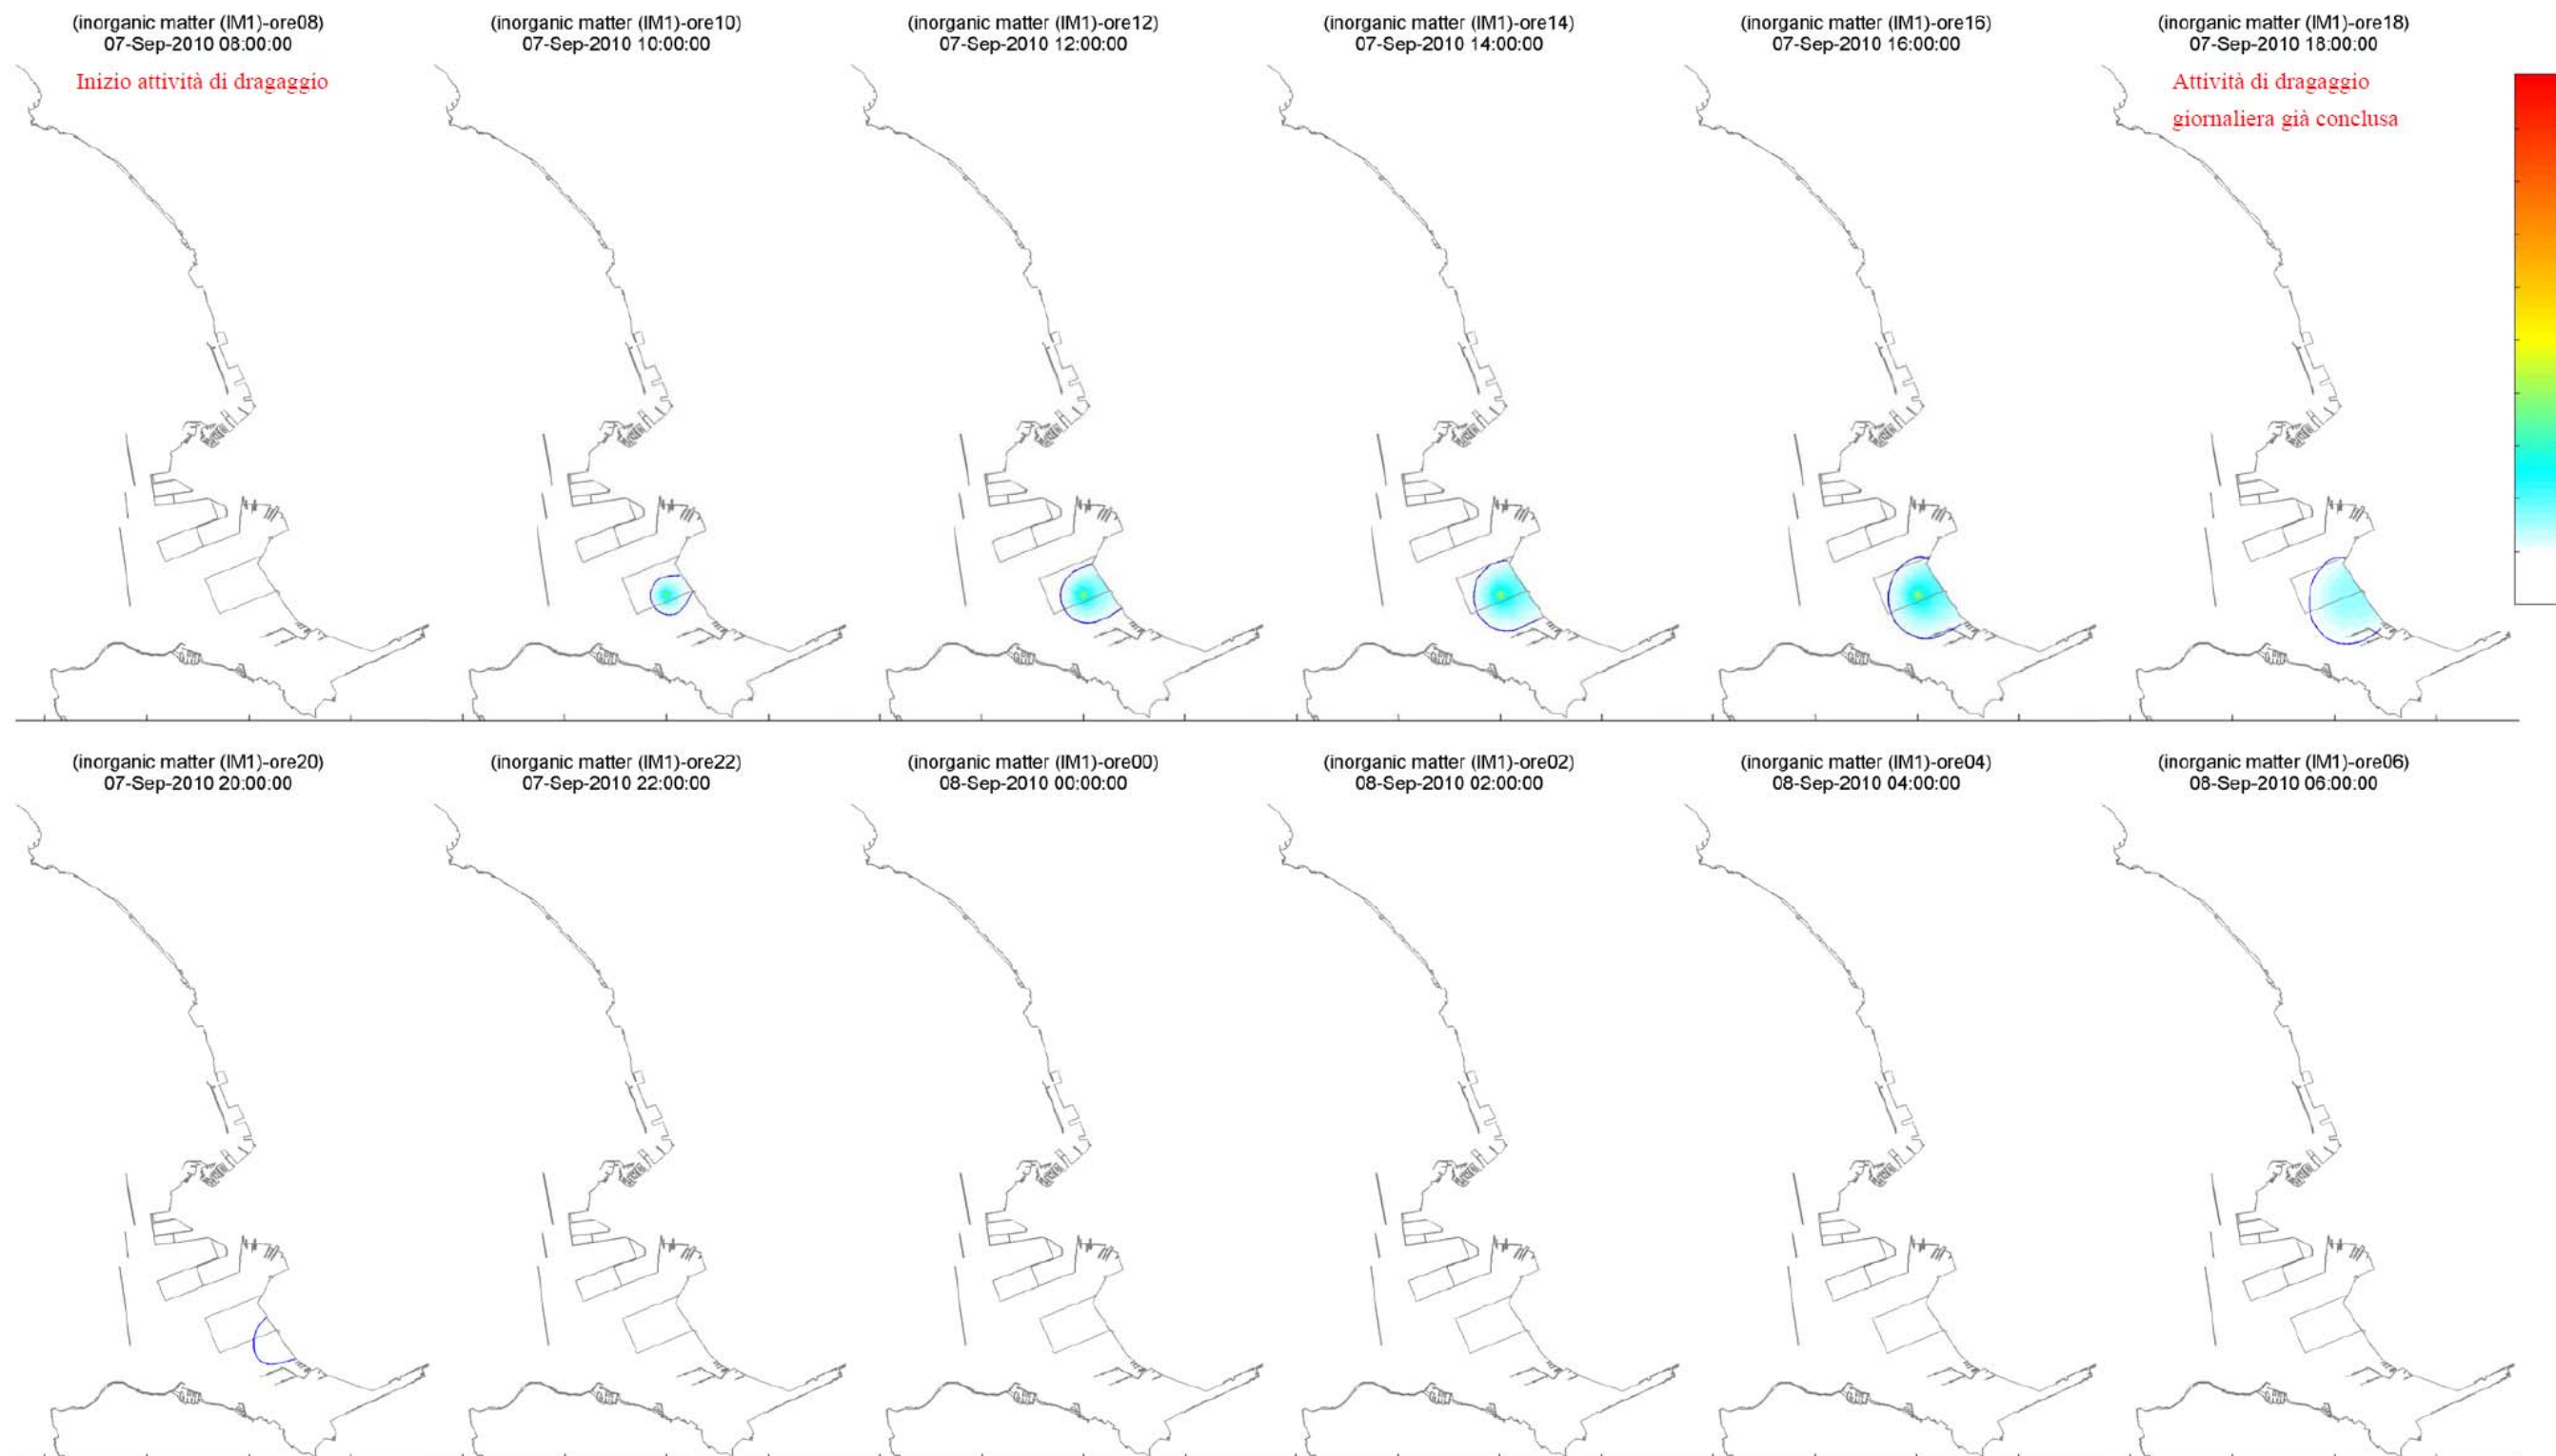 (inorganic matter (IM1)-ore08)
07-Sep-2010 08:00:00
Inizio attività di dragaggio
(inorganic matter (IM1)-ore10)
07-Sep-2010 10:00:00
(inorganic matter (IM1)-ore12)
07-Sep-2010 12:00:00
(inorganic matter (IM1)-ore14)
07-Sep-2010 14:00:00
(inorganic matter (IM1)-ore16)
07-Sep-2010 16:00:00
(inorganic matter (IM1)-ore18)
07-Sep-2010 18:00:00
Attività di dragaggio
giornaliera già conclusa
(inorganic matter (IM1)-ore20)
07-Sep-2010 20:00:00
(inorganic matter (IM1)-ore22)
07-Sep-2010 22:00:00
(inorganic matter (IM1)-ore00)
08-Sep-2010 00:00:00
(inorganic matter (IM1)-ore02)
08-Sep-2010 02:00:00
(inorganic matter (IM1)-ore04)
08-Sep-2010 04:00:00
(inorganic matter (IM1)-ore06)
08-Sep-2010 06:00:00